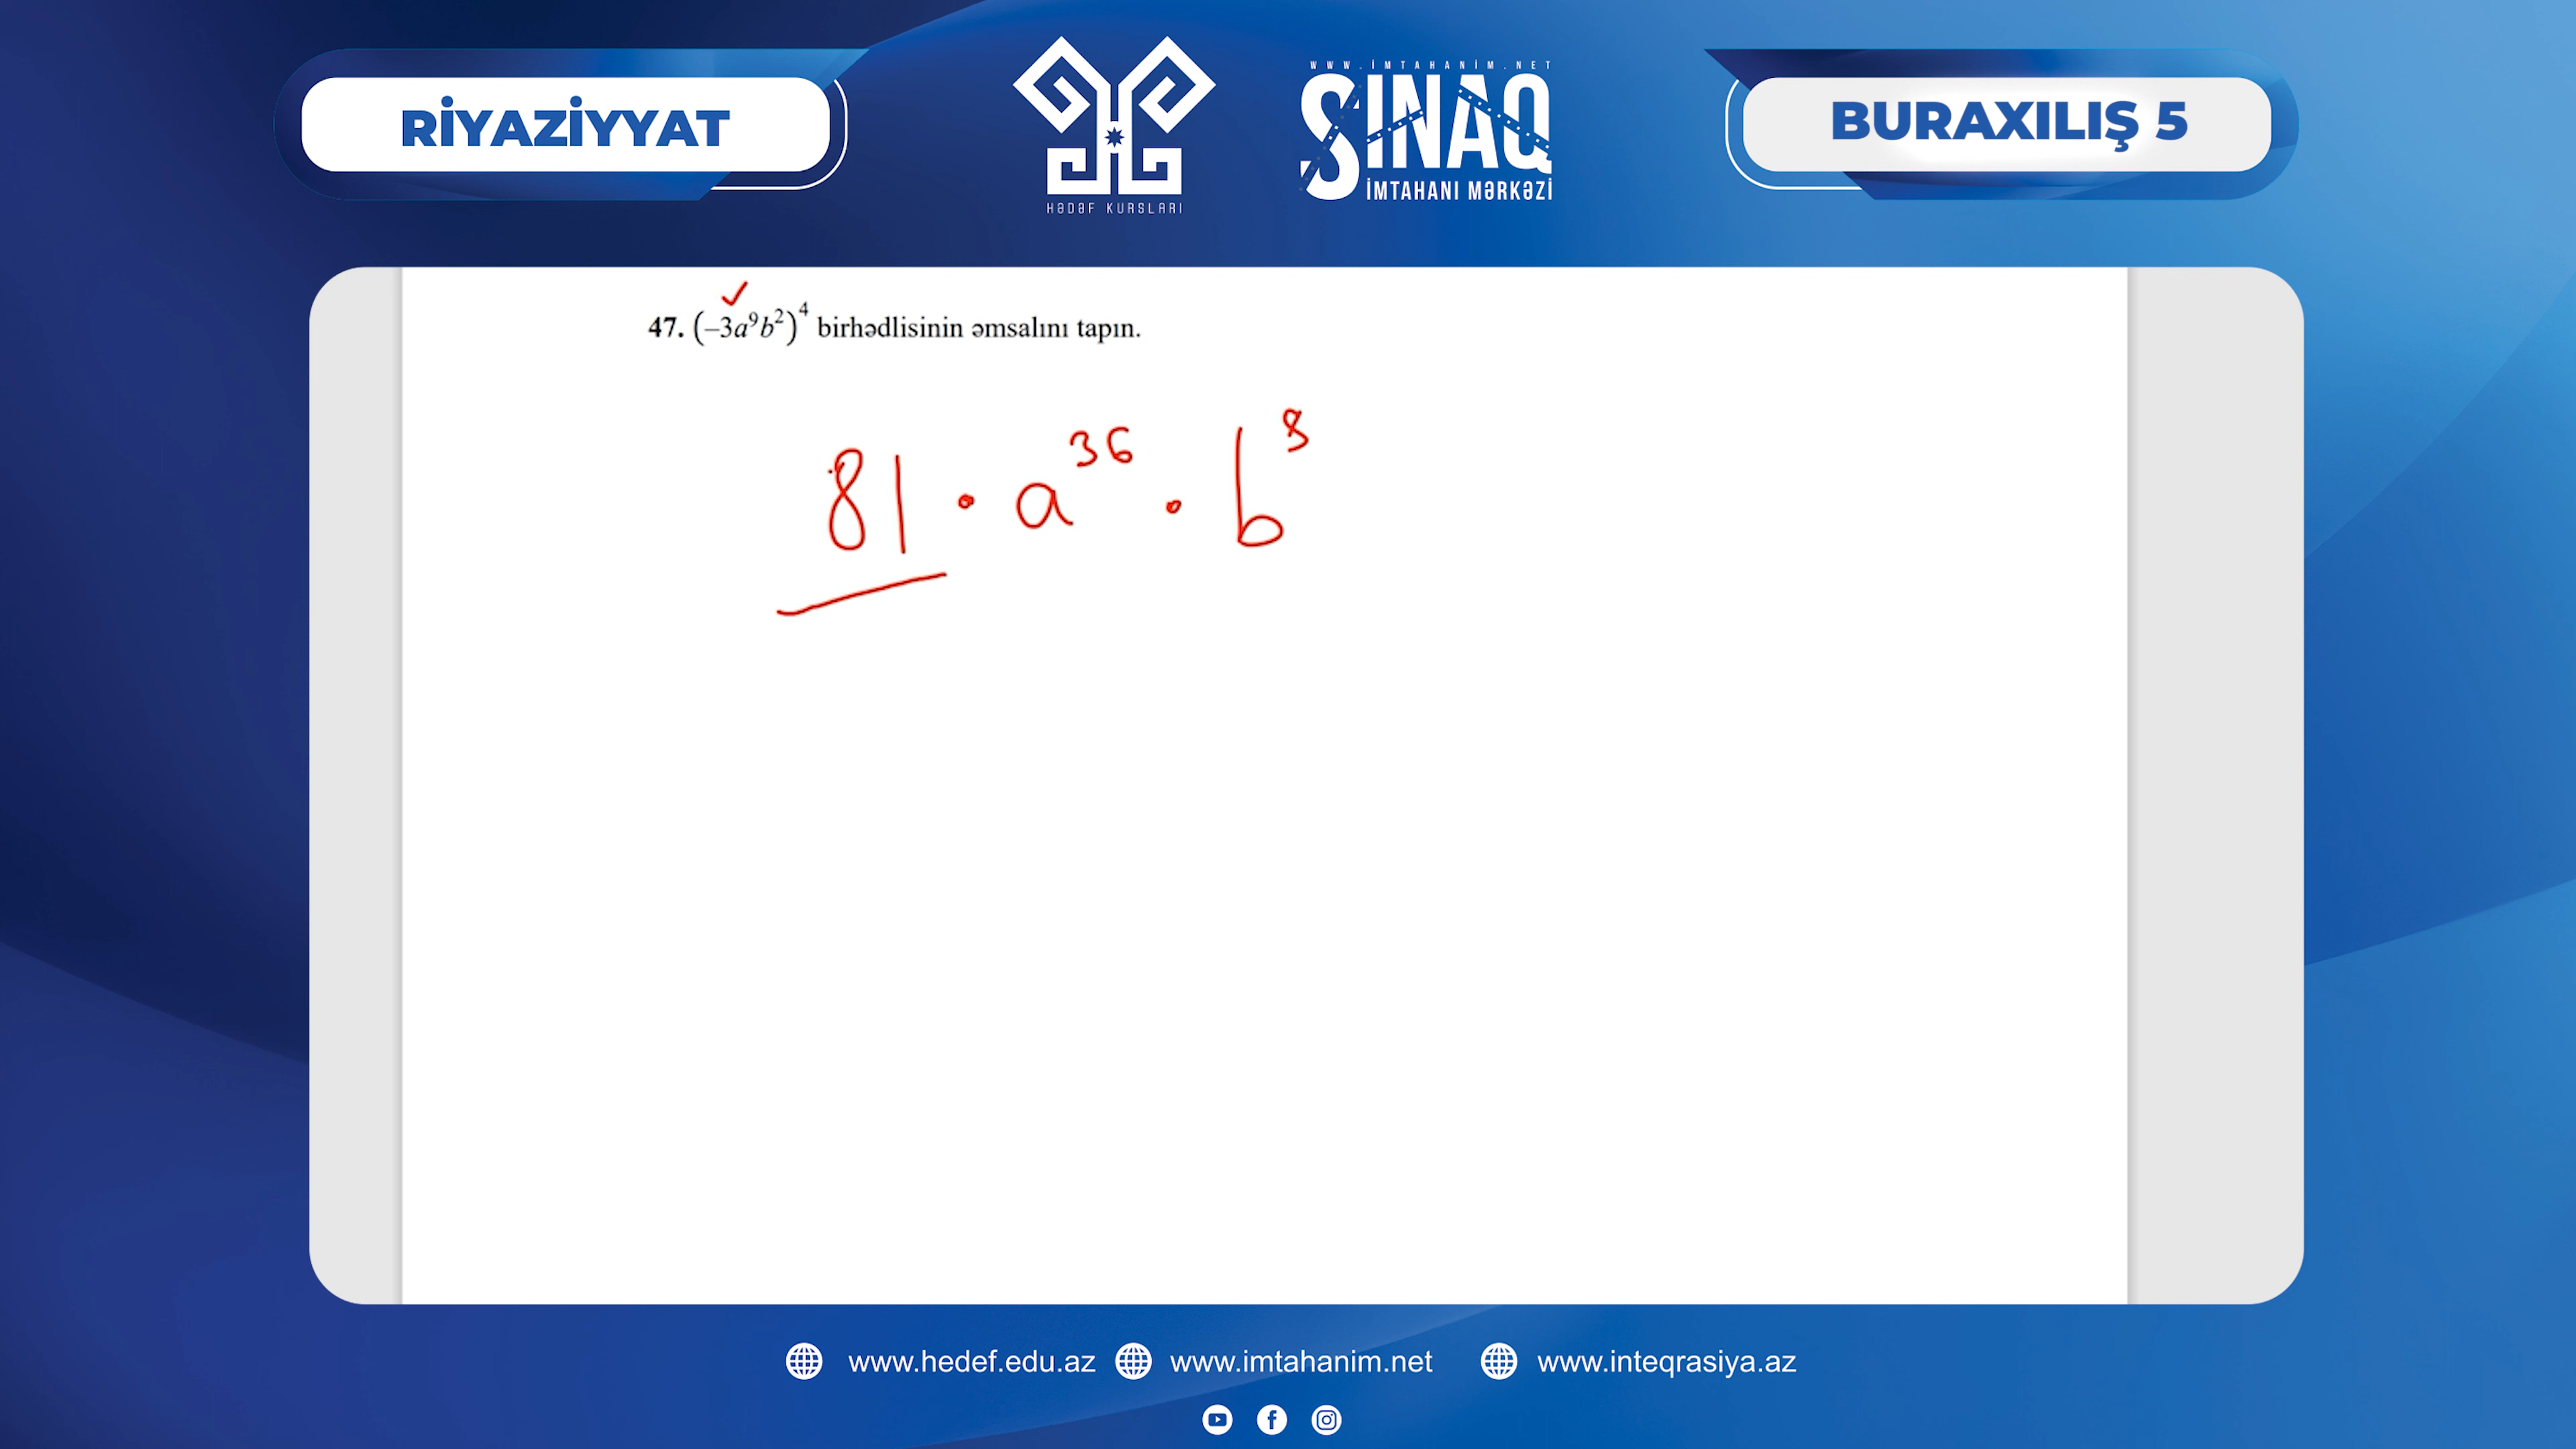 RİYAZİYYAT
HƏDƏF KURSLARI
WWW.İMTAHANİM.NET
SINAQ
İMTAHANI MƏRKƏZİ
BURAXILIŞ 5
47. (–3a⁹b²)⁴ birhədlisinin əmsalını tapın.
81 · a³⁶ · b⁸
www.hedef.edu.az www.imtahanim.net www.inteqrasiya.az